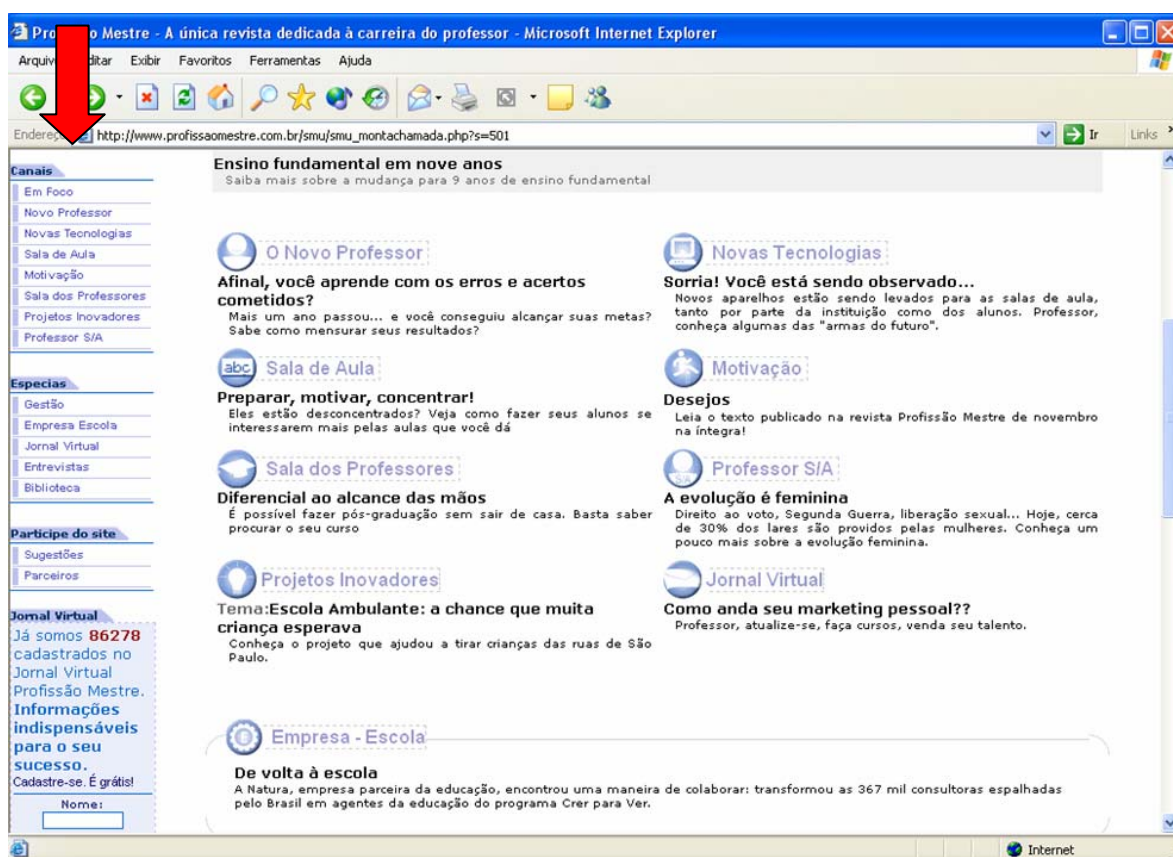 Pro o Mestre - A única revista dedicada à carreira do professor - Microsoft Internet Explorer
Arquiv ditar Exibir Favoritos Ferramentas Ajuda
Endereç http://www.profissaomestre.com.br/smu/smu_montachamada.php?s=501 Ir Links
Canais
Em Foco
Novo Professor
Novas Tecnologias
Sala de Aula
Motivação
Sala dos Professores
Projetos Inovadores
Professor S/A
Especias
Gestão
Empresa Escola
Jornal Virtual
Entrevistas
Biblioteca
Participe do site
Sugestões
Parceiros
Jornal Virtual
Já somos 86278
cadastrados no
Jornal Virtual
Profissão Mestre.
Informações
indispensáveis
para o seu
sucesso.
Cadastre-se. É grátis!
Nome:
Ensino fundamental em nove anos
Saiba mais sobre a mudança para 9 anos de ensino fundamental
O Novo Professor
Afinal, você aprende com os erros e acertos
cometidos?
Mais um ano passou... e você conseguiu alcançar suas metas?
Sabe como mensurar seus resultados?
Novas Tecnologias
Sorria! Você está sendo observado...
Novos aparelhos estão sendo levados para as salas de aula,
tanto por parte da instituição como dos alunos. Professor,
conheça algumas das "armas do futuro".
abc Sala de Aula
Preparar, motivar, concentrar!
Eles estão desconcentrados? Veja como fazer seus alunos se
interessarem mais pelas aulas que você dá
Motivação
Desejos
Leia o texto publicado na revista Profissão Mestre de novembro
na íntegra!
Sala dos Professores
Diferencial ao alcance das mãos
É possível fazer pós-graduação sem sair de casa. Basta saber
procurar o seu curso
S/A Professor S/A
A evolução é feminina
Direito ao voto, Segunda Guerra, liberação sexual... Hoje, cerca
de 30% dos lares são providos pelas mulheres. Conheça um
pouco mais sobre a evolução feminina.
Projetos Inovadores
Tema:Escola Ambulante: a chance que muita
criança esperava
Conheça o projeto que ajudou a tirar crianças das ruas de São
Paulo.
Jornal Virtual
Como anda seu marketing pessoal??
Professor, atualize-se, faça cursos, venda seu talento.
Empresa - Escola
De volta à escola
A Natura, empresa parceira da educação, encontrou uma maneira de colaborar: transformou as 367 mil consultoras espalhadas
pelo Brasil em agentes da educação do programa Crer para Ver.
Internet